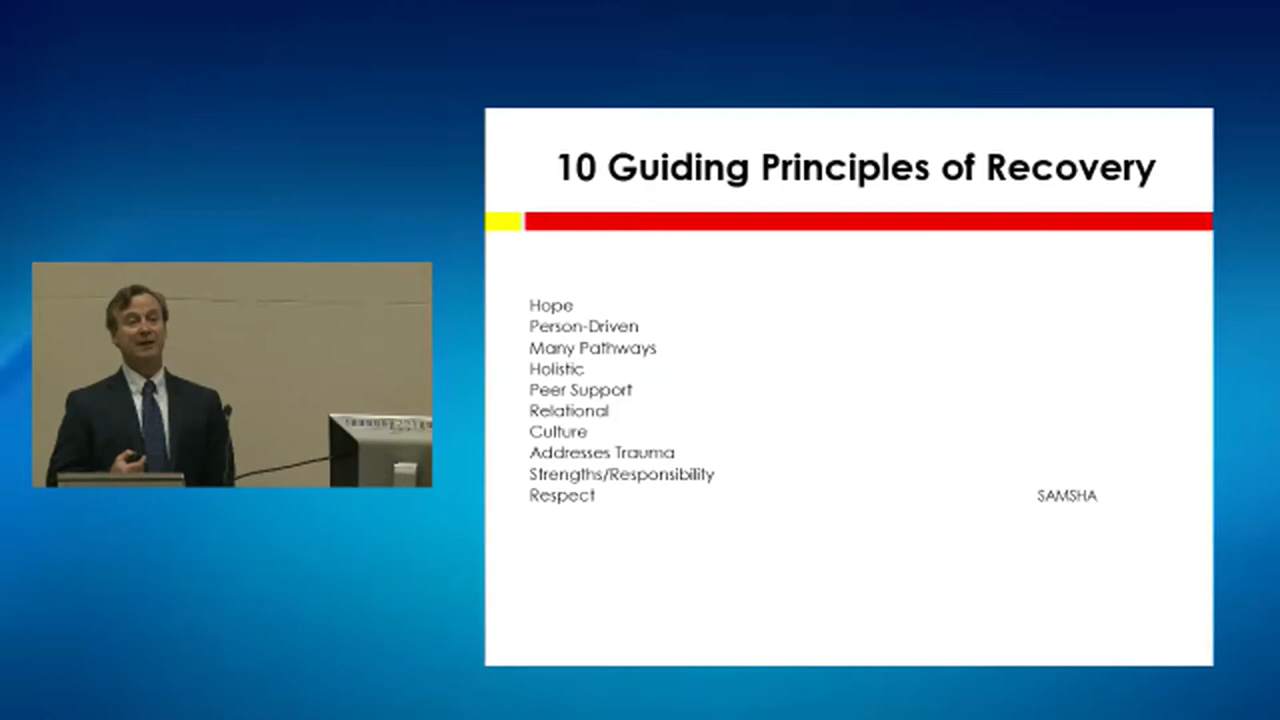 10 Guiding Principles of Recovery
Hope
Person-Driven
Many Pathways
Holistic
Peer Support
Relational
Culture
Addresses Trauma
Strengths/Responsibility
Respect SAMSHA